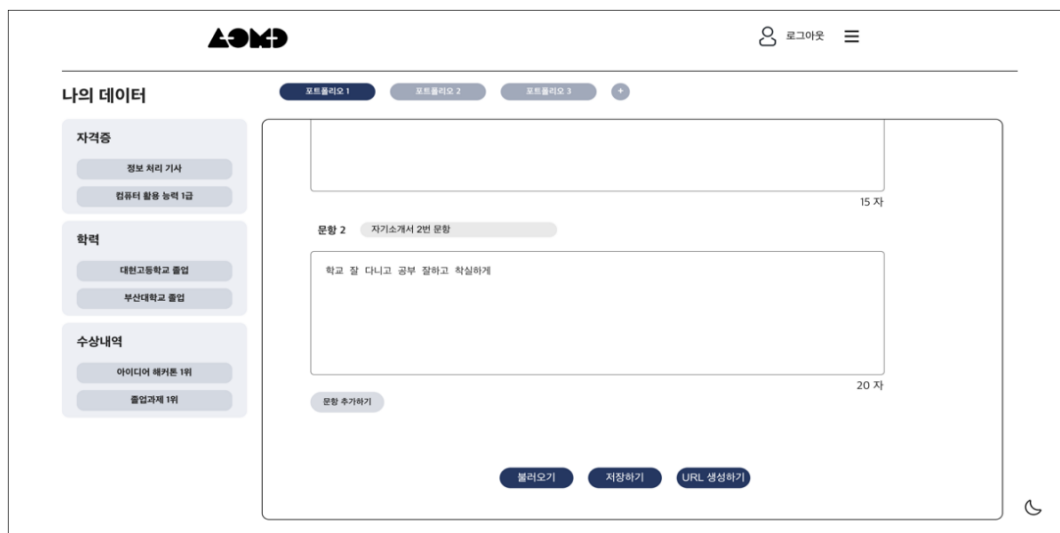 로그아웃
나의 데이터
포트폴리오 1
포트폴리오 2
포트폴리오 3
+
자격증
정보 처리 기사
컴퓨터 활용 능력 1급
학력
대현고등학교 졸업
부산대학교 졸업
수상내역
아이디어 해커톤 1위
졸업과제 1위
15 자
문항 2 자기소개서 2번 문항
학교 잘 다니고 공부 잘하고 착실하게
20 자
문항 추가하기
불러오기
저장하기
URL 생성하기